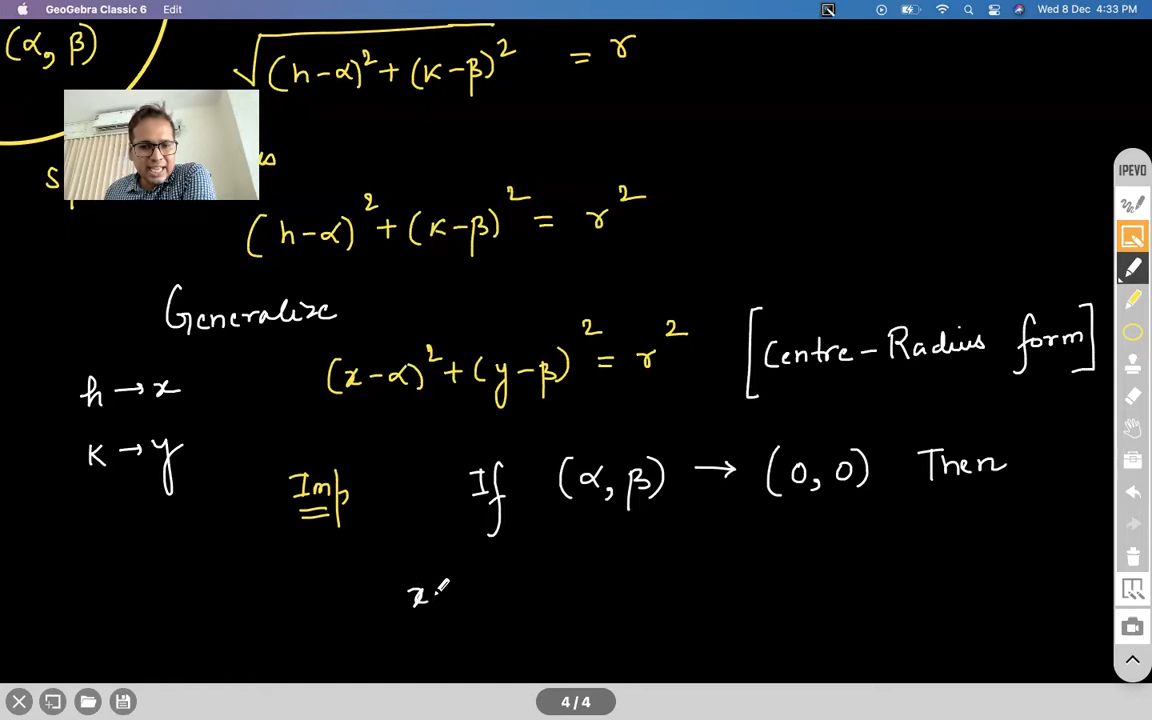 GeoGebra Classic 6 Edit Wed 8 Dec 4:33 PM
(α, β)
√(h-α)² + (K-β)² = r
(h-α)² + (K-β)² = r²
Generalize
(x-α)² + (y-β)² = r² [Centre-Radius form]
h → x
K → y
Imp If (α, β) → (0, 0) Then
x
4 / 4
IPEVO